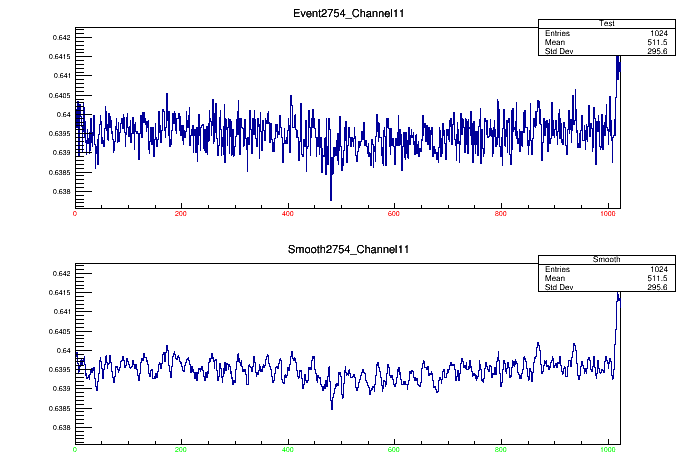 Event2754_Channel11
Test
Entries 1024
Mean 511.5
Std Dev 295.6
0.642
0.6415
0.641
0.6405
0.64
0.6395
0.639
0.6385
0.638
0 200 400 600 800 1000
Smooth2754_Channel11
Smooth
Entries 1024
Mean 511.5
Std Dev 295.6
0.642
0.6415
0.641
0.6405
0.64
0.6395
0.639
0.6385
0.638
0 200 400 600 800 1000